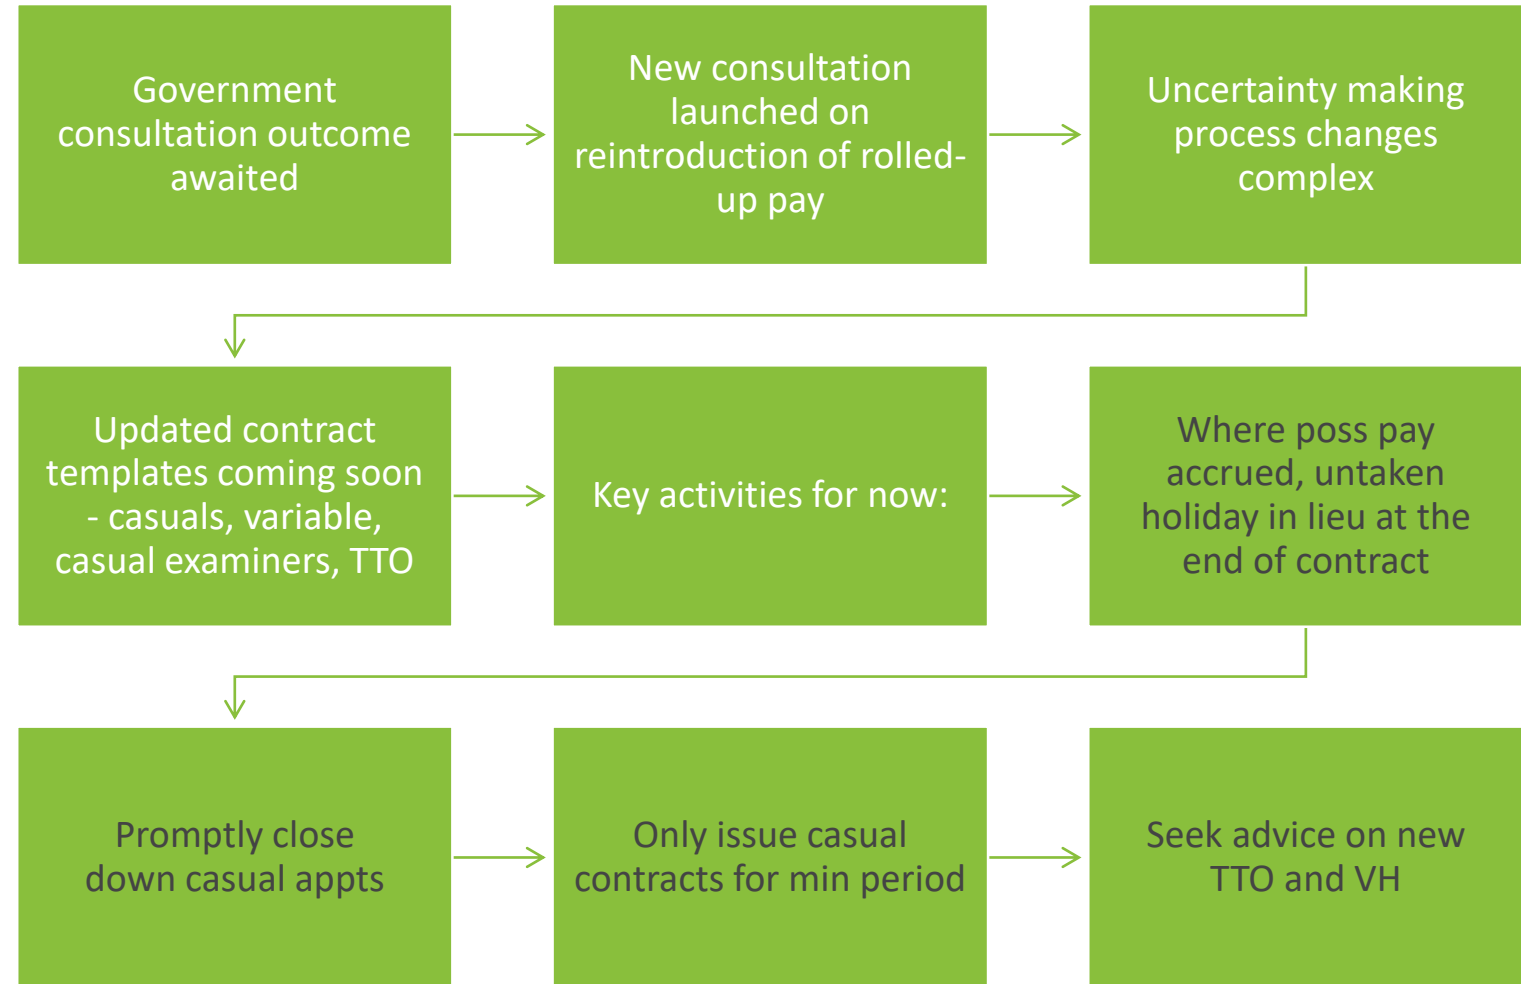 Government
consultation outcome
awaited
New consultation
launched on
reintroduction of rolled-
up pay
Uncertainty making
process changes
complex
Updated contract
templates coming soon
- casuals, variable,
casual examiners, TTO
Key activities for now:
Where poss pay
accrued, untaken
holiday in lieu at the
end of contract
Promptly close
down casual appts
Only issue casual
contracts for min period
Seek advice on new
TTO and VH